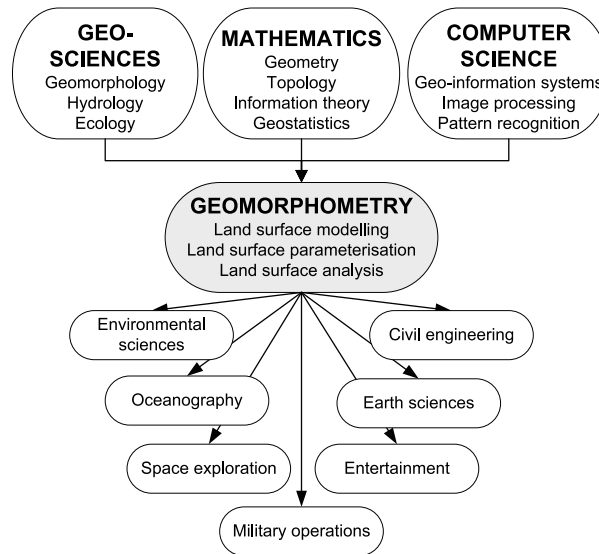 GEO-
SCIENCES
Geomorphology
Hydrology
Ecology
MATHEMATICS
Geometry
Topology
Information theory
Geostatistics
COMPUTER
SCIENCE
Geo-information systems
Image processing
Pattern recognition
GEOMORPHOMETRY
Land surface modelling
Land surface parameterisation
Land surface analysis
Environmental
sciences
Civil engineering
Oceanography
Earth sciences
Space exploration
Entertainment
Military operations